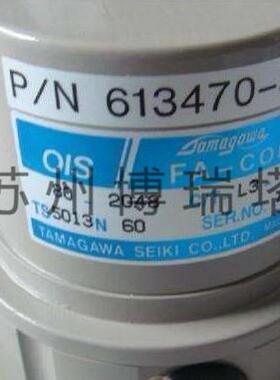 P/N 613470-
OIS Tamagawa
FA-CO
2048 L3
TS5013N 60 SER.NO.
TAMAGAWA SEIKI CO.,LTD.
苏州博瑞塔